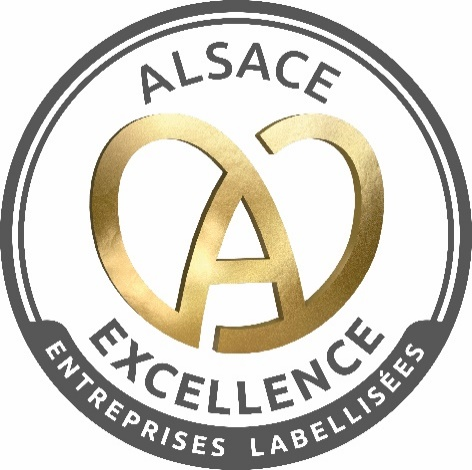 ALSACE
A
EXCELLENCE
ENTREPRISES LABELLISÉES